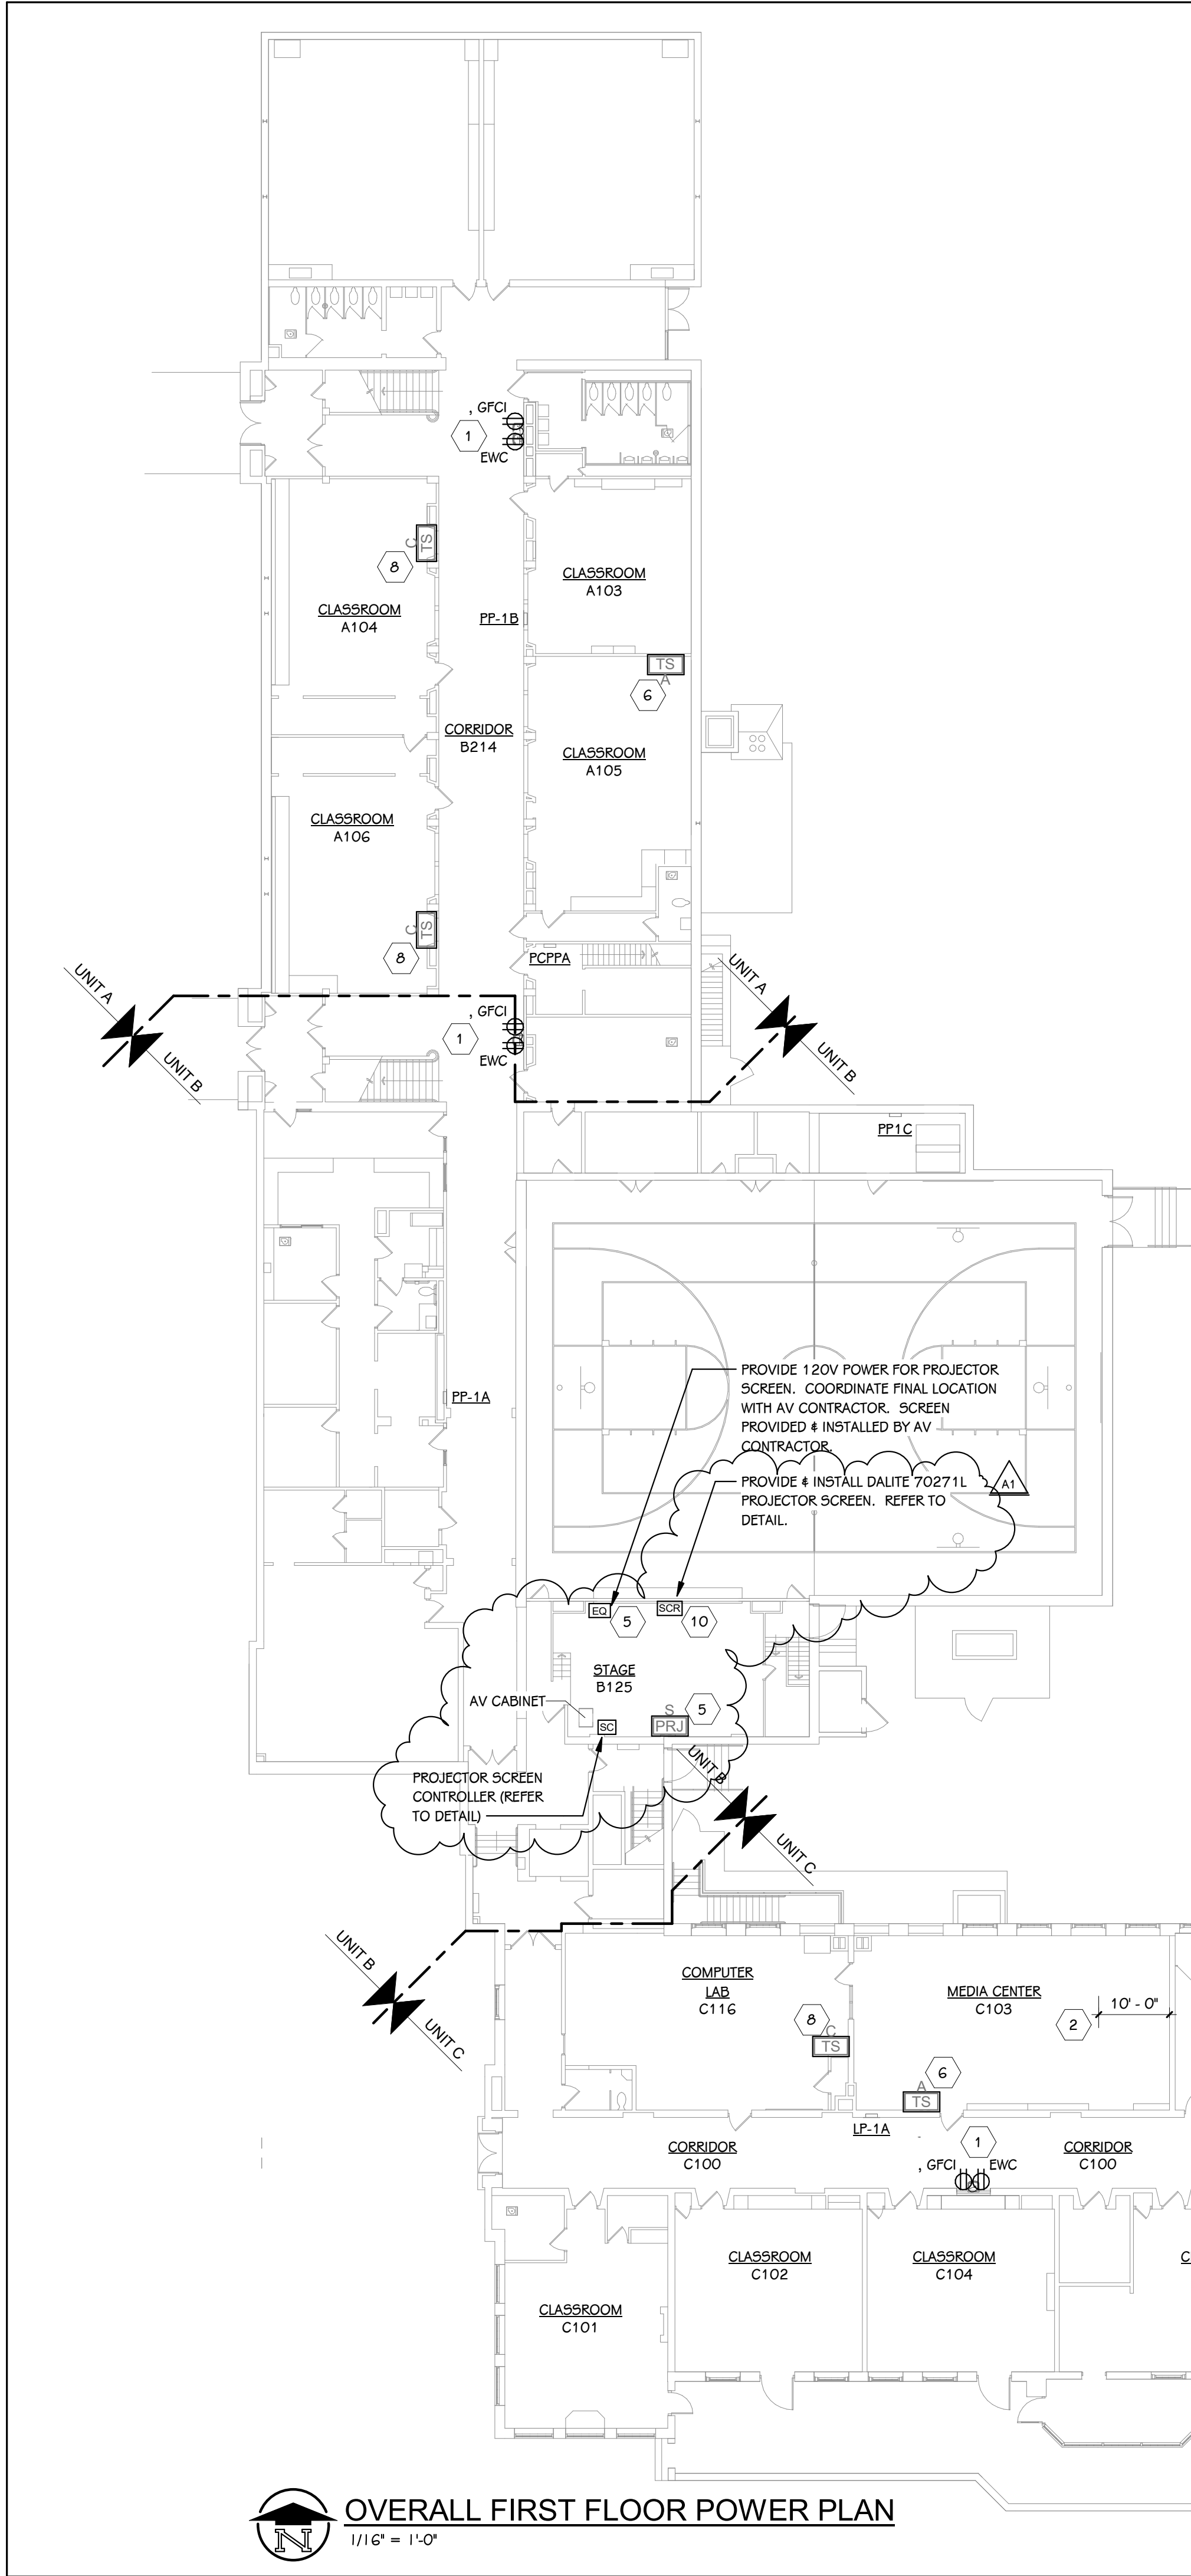 , GFCI
1
EWC
C
TS
8
CLASSROOM
A103
CLASSROOM
A104
PP-1B
TS
A
6
CORRIDOR
B214
CLASSROOM
A105
CLASSROOM
A106
C
TS
8
PCPPA
UNIT A
UNIT B
, GFCI
1
EWC
UNIT A
UNIT B
PP1C
PROVIDE 120V POWER FOR PROJECTOR
SCREEN. COORDINATE FINAL LOCATION
WITH AV CONTRACTOR. SCREEN
PROVIDED & INSTALLED BY AV
CONTRACTOR.
PP-1A
PROVIDE & INSTALL DALITE 70271L
PROJECTOR SCREEN. REFER TO
DETAIL.
A1
EQ
5
SCR
10
STAGE
B125
AV CABINET
SC
S
PRJ
5
PROJECTOR SCREEN
CONTROLLER (REFER
TO DETAIL)
UNIT B
UNIT C
UNIT B
UNIT C
COMPUTER
LAB
C116
MEDIA CENTER
C103
10' - 0"
2
8
C
TS
6
A
TS
LP-1A
CORRIDOR
C100
1
, GFCI
EWC
CORRIDOR
C100
CLASSROOM
C102
CLASSROOM
C104
C
CLASSROOM
C101
N
OVERALL FIRST FLOOR POWER PLAN
1/16" = 1'-0"